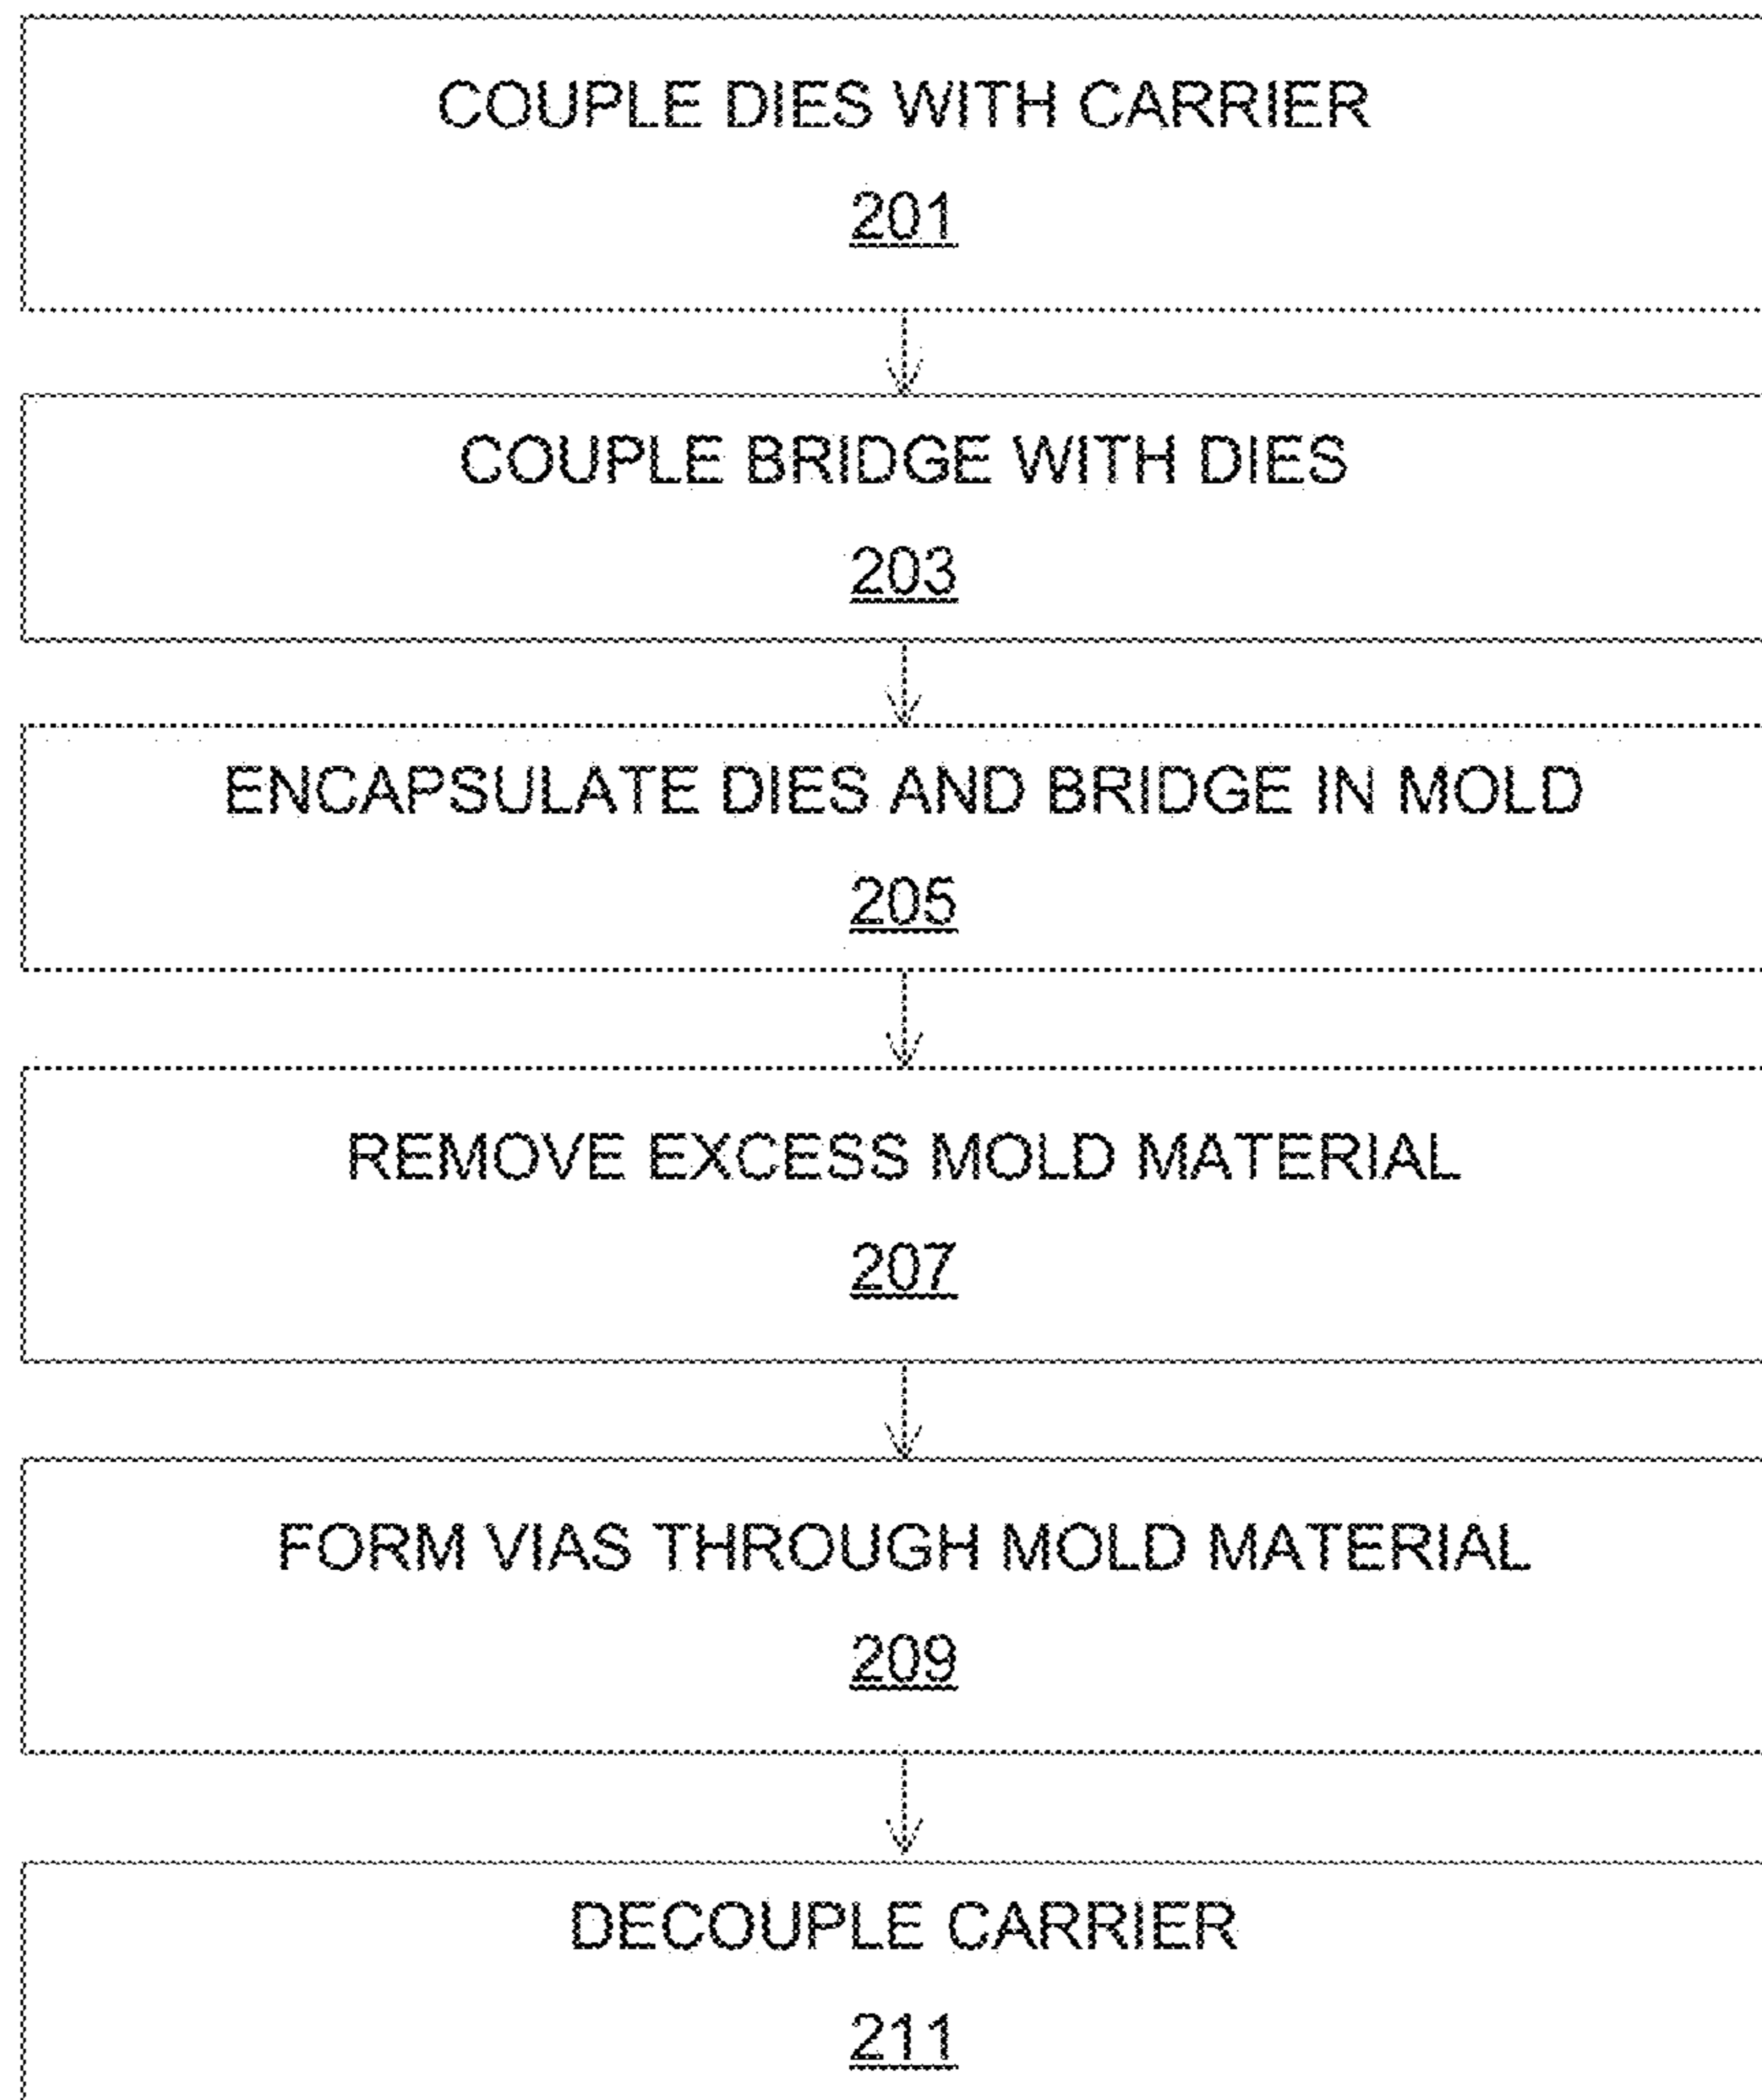 COUPLE DIES WITH CARRIER
201
COUPLE BRIDGE WITH DIES
203
ENCAPSULATE DIES AND BRIDGE IN MOLD
205
REMOVE EXCESS MOLD MATERIAL
207
FORM VIAS THROUGH MOLD MATERIAL
209
DECOUPLE CARRIER
211